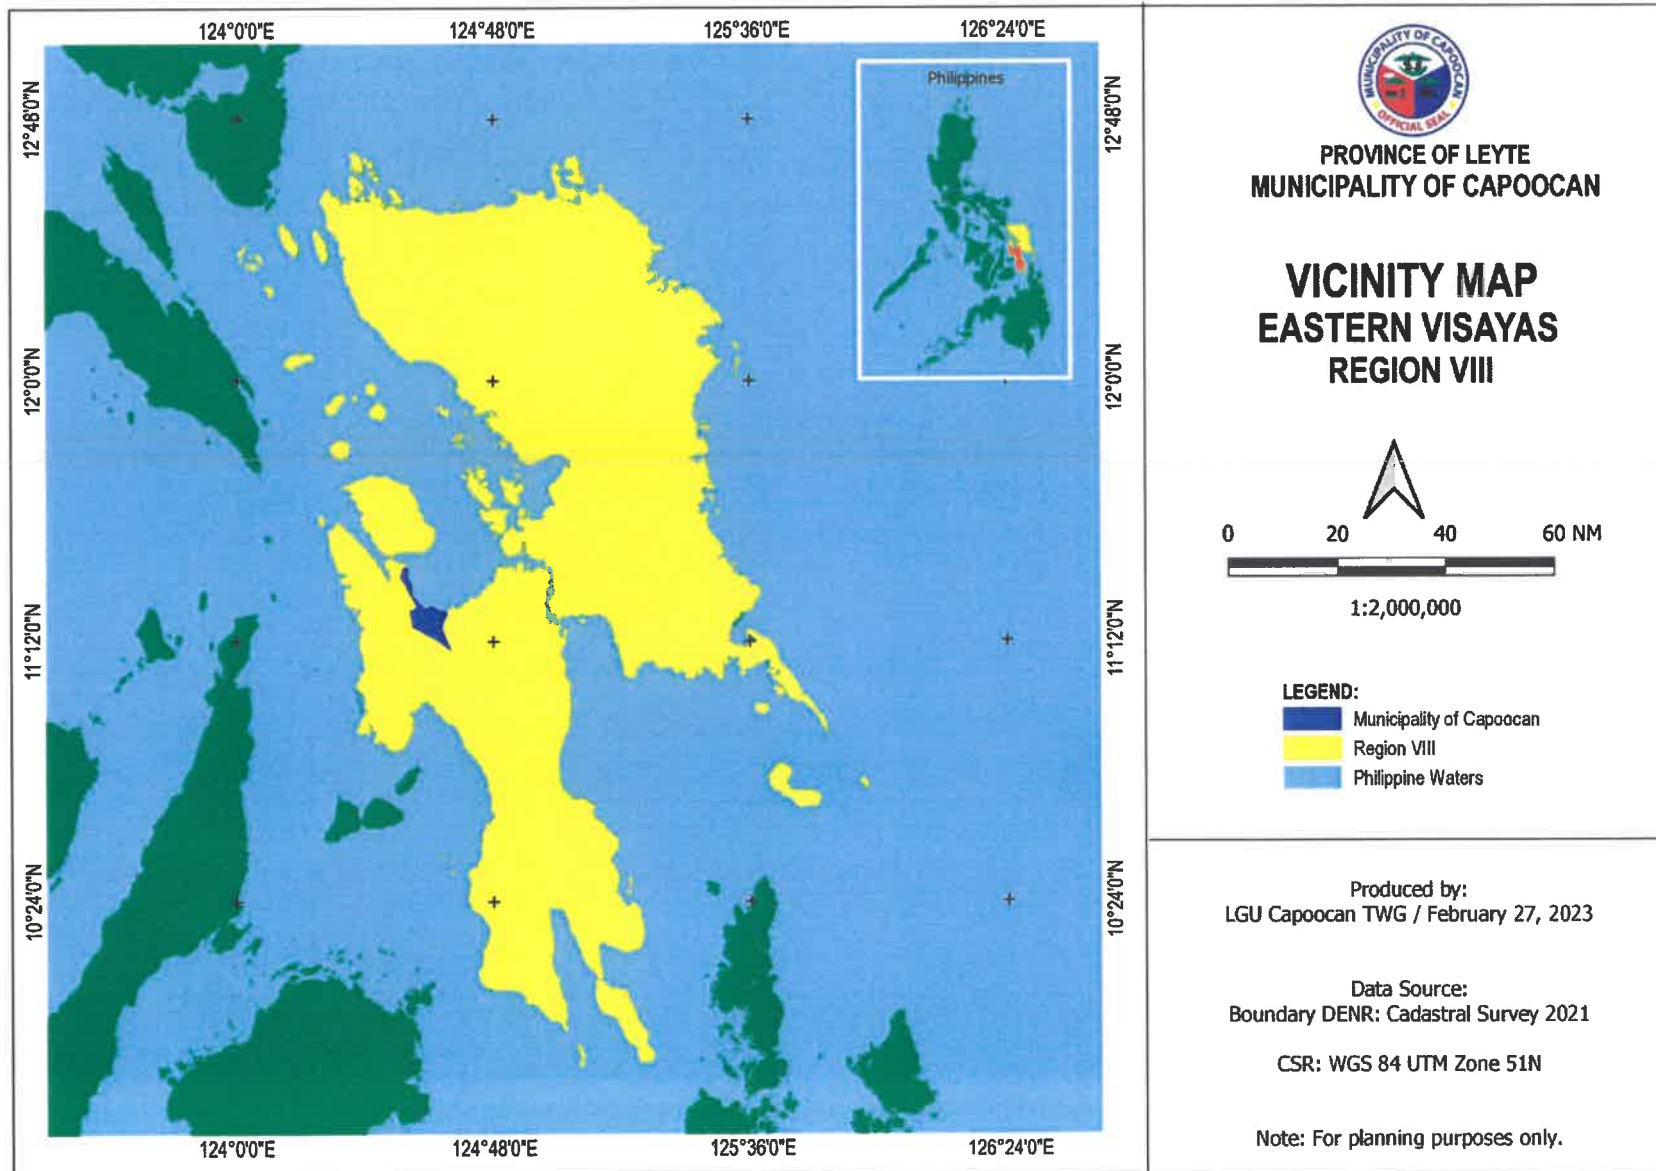 124°0'0"E 124°48'0"E 125°36'0"E 126°24'0"E
12°48'0"N
12°0'0"N
11°12'0"N
10°24'0"N
Philippines
12°48'0"N
12°0'0"N
11°12'0"N
10°24'0"N
124°0'0"E 124°48'0"E 125°36'0"E 126°24'0"E
MUNICIPALITY OF CAPOOCAN
OFFICIAL SEAL
PROVINCE OF LEYTE
MUNICIPALITY OF CAPOOCAN
VICINITY MAP
EASTERN VISAYAS
REGION VIII
0 20 40 60 NM
1:2,000,000
LEGEND:
Municipality of Capoocan
Region VIII
Philippine Waters
Produced by:
LGU Capoocan TWG / February 27, 2023
Data Source:
Boundary DENR: Cadastral Survey 2021
CSR: WGS 84 UTM Zone 51N
Note: For planning purposes only.